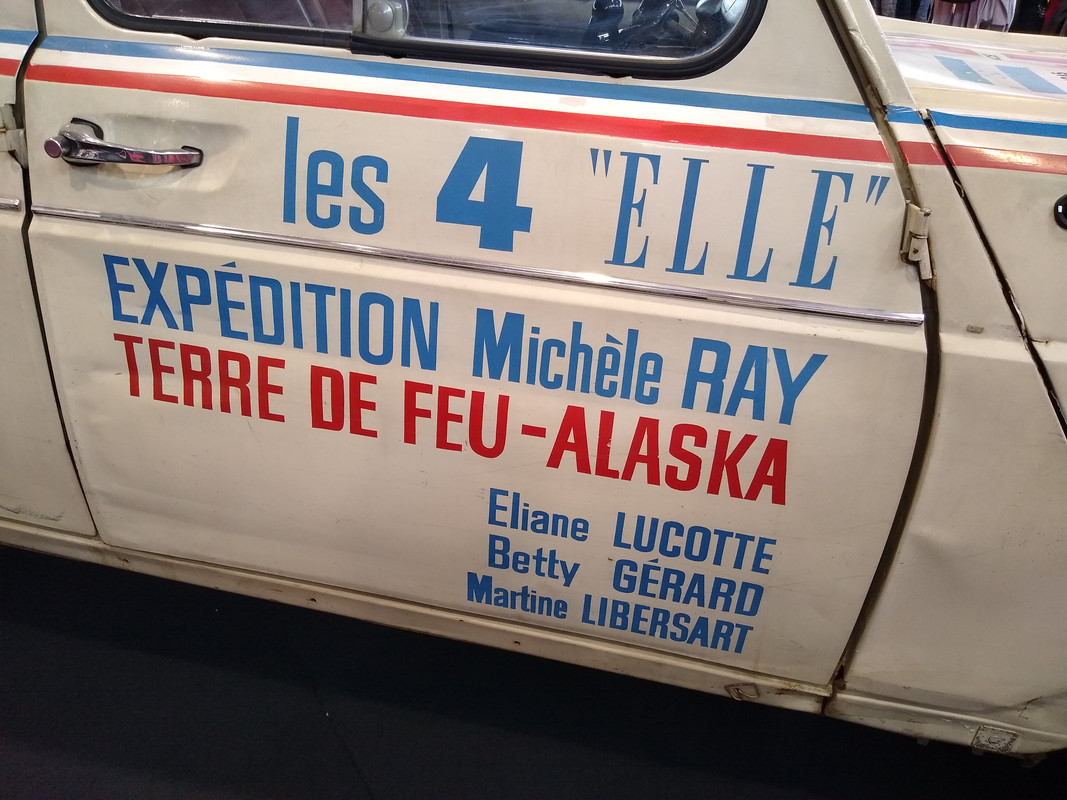 les 4 "ELLE"
EXPÉDITION Michèle RAY
TERRE DE FEU-ALASKA
Eliane LUCOTTE
Betty GÉRARD
Martine LIBERSART